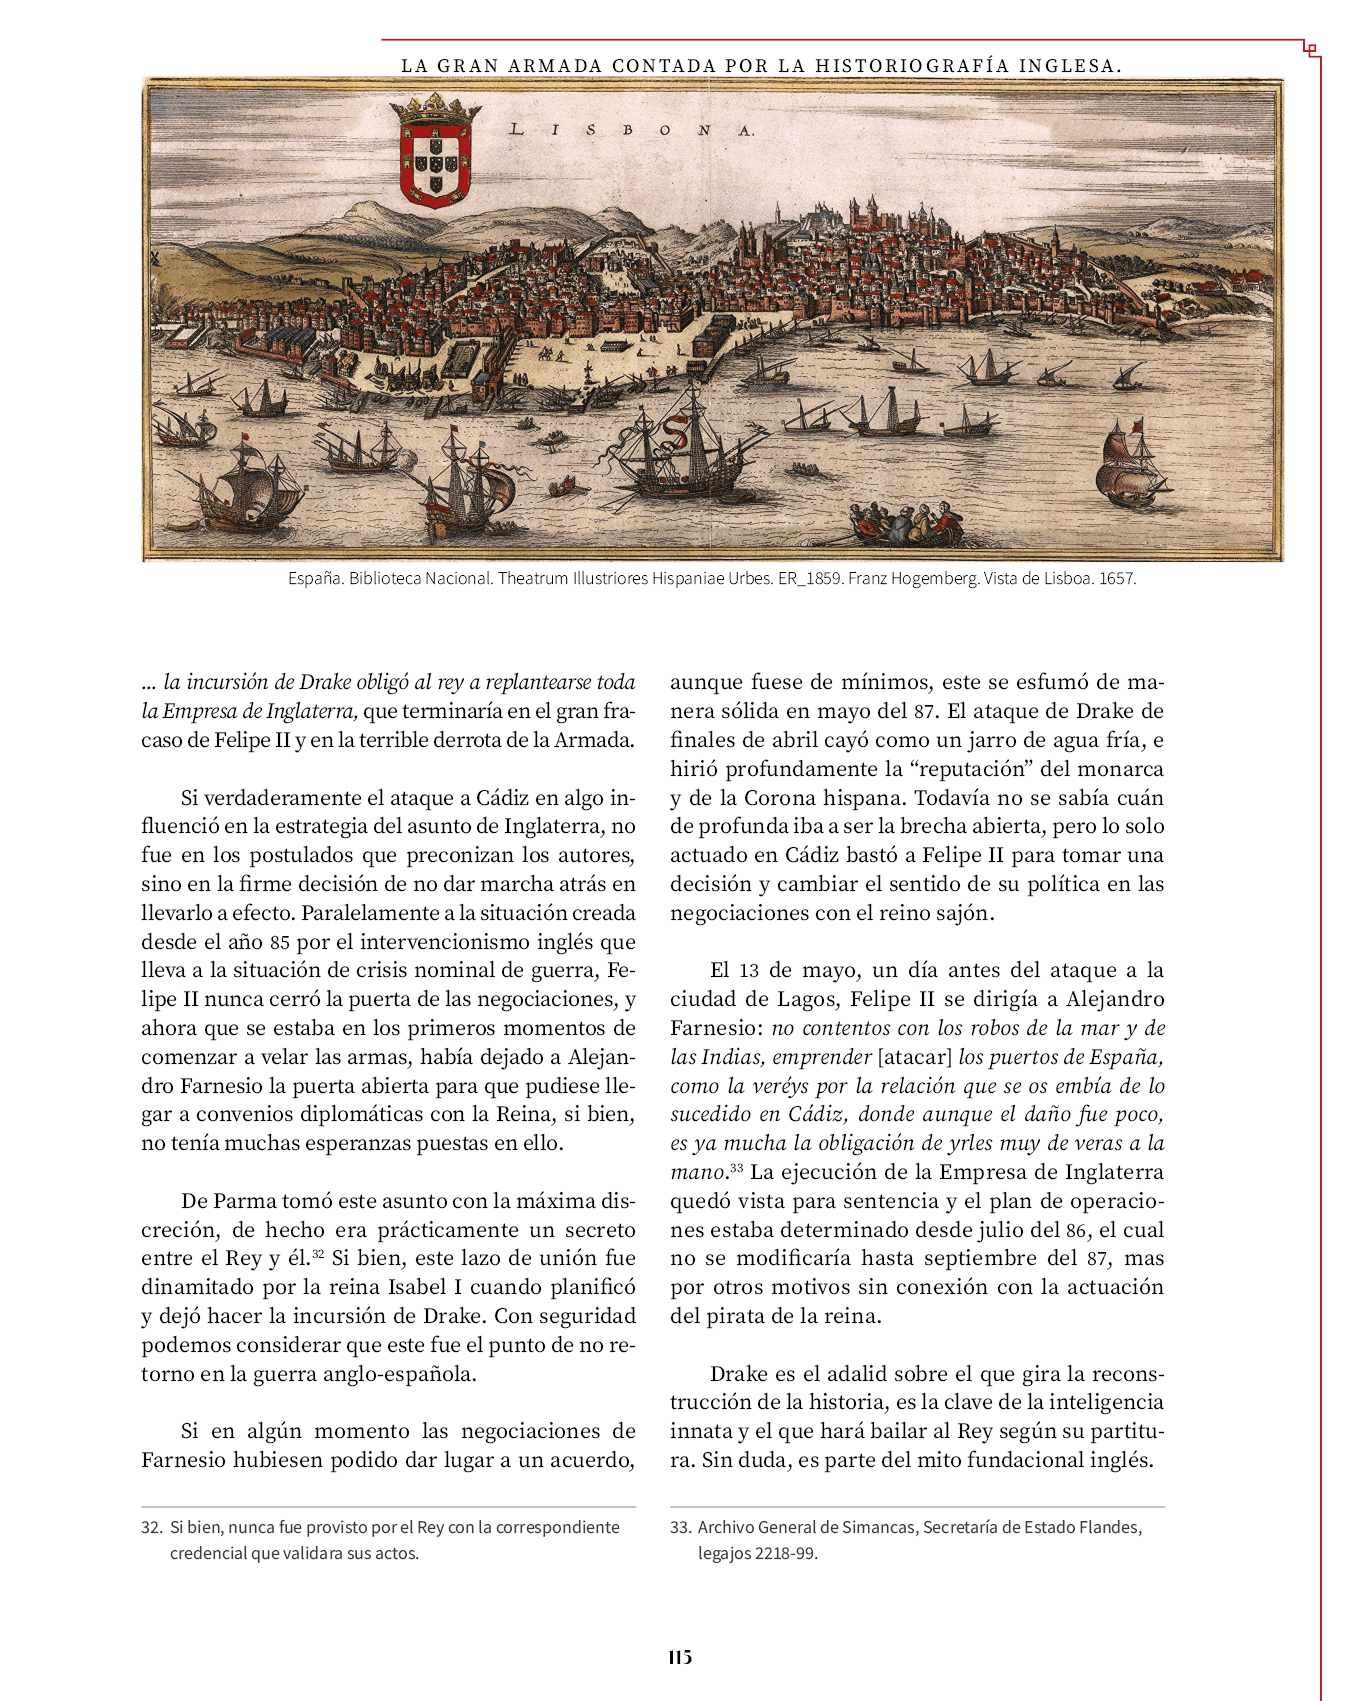 LA GRAN ARMADA CONTADA POR LA HISTORIOGRAFÍA INGLESA.
L I S B O N A.
España. Biblioteca Nacional. Theatrum Illustriores Hispaniae Urbes. ER_1859. Franz Hogemberg. Vista de Lisboa. 1657.
... la incursión de Drake obligó al rey a replantearse toda
la Empresa de Inglaterra, que terminaría en el gran fra-
caso de Felipe II y en la terrible derrota de la Armada.
Si verdaderamente el ataque a Cádiz en algo in-
fluenció en la estrategia del asunto de Inglaterra, no
fue en los postulados que preconizan los autores,
sino en la firme decisión de no dar marcha atrás en
llevarlo a efecto. Paralelamente a la situación creada
desde el año 85 por el intervencionismo inglés que
lleva a la situación de crisis nominal de guerra, Fe-
lipe II nunca cerró la puerta de las negociaciones, y
ahora que se estaba en los primeros momentos de
comenzar a velar las armas, había dejado a Alejan-
dro Farnesio la puerta abierta para que pudiese lle-
gar a convenios diplomáticas con la Reina, si bien,
no tenía muchas esperanzas puestas en ello.
De Parma tomó este asunto con la máxima dis-
creción, de hecho era prácticamente un secreto
entre el Rey y él.32 Si bien, este lazo de unión fue
dinamitado por la reina Isabel I cuando planificó
y dejó hacer la incursión de Drake. Con seguridad
podemos considerar que este fue el punto de no re-
torno en la guerra anglo-española.
Si en algún momento las negociaciones de
Farnesio hubiesen podido dar lugar a un acuerdo,
32. Si bien, nunca fue provisto por el Rey con la correspondiente
credencial que validara sus actos.
aunque fuese de mínimos, este se esfumó de ma-
nera sólida en mayo del 87. El ataque de Drake de
finales de abril cayó como un jarro de agua fría, e
hirió profundamente la “reputación” del monarca
y de la Corona hispana. Todavía no se sabía cuán
de profunda iba a ser la brecha abierta, pero lo solo
actuado en Cádiz bastó a Felipe II para tomar una
decisión y cambiar el sentido de su política en las
negociaciones con el reino sajón.
El 13 de mayo, un día antes del ataque a la
ciudad de Lagos, Felipe II se dirigía a Alejandro
Farnesio: no contentos con los robos de la mar y de
las Indias, emprender [atacar] los puertos de España,
como la veréys por la relación que se os embía de lo
sucedido en Cádiz, donde aunque el daño fue poco,
es ya mucha la obligación de yrles muy de veras a la
mano.33 La ejecución de la Empresa de Inglaterra
quedó vista para sentencia y el plan de operacio-
nes estaba determinado desde julio del 86, el cual
no se modificaría hasta septiembre del 87, mas
por otros motivos sin conexión con la actuación
del pirata de la reina.
Drake es el adalid sobre el que gira la recons-
trucción de la historia, es la clave de la inteligencia
innata y el que hará bailar al Rey según su partitu-
ra. Sin duda, es parte del mito fundacional inglés.
33. Archivo General de Simancas, Secretaría de Estado Flandes,
legajos 2218-99.
115